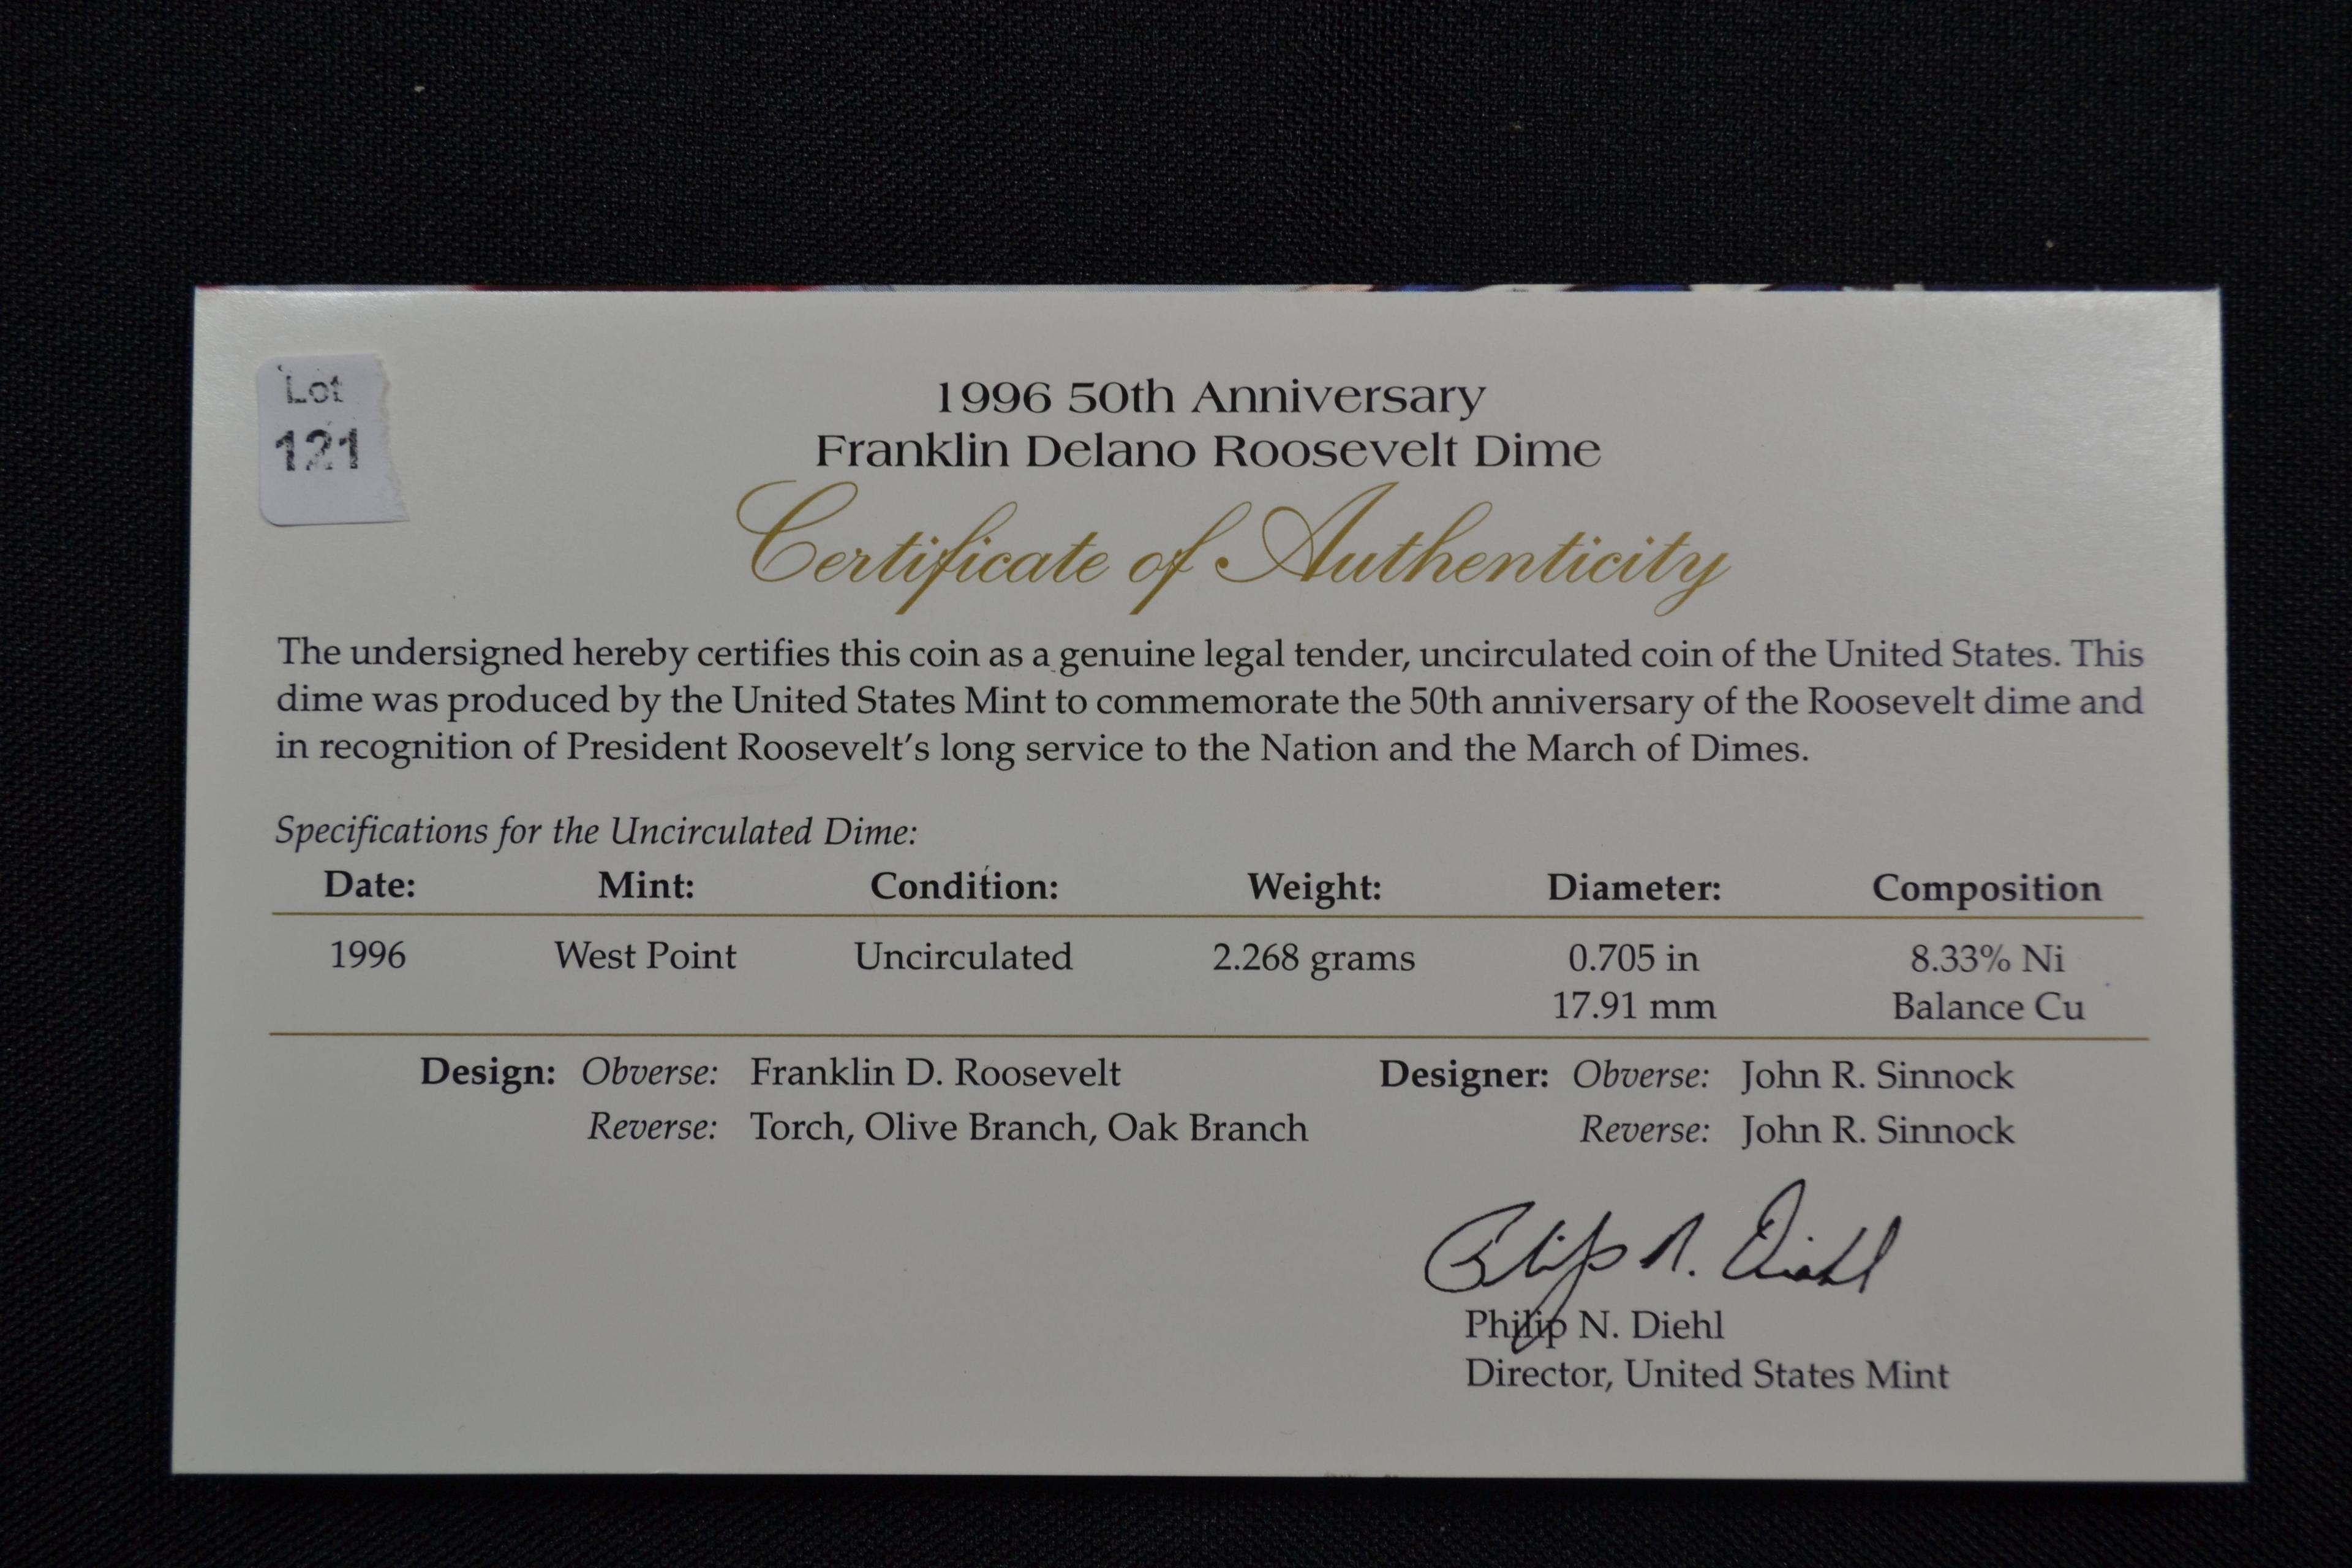 Lot
121
1996 50th Anniversary
Franklin Delano Roosevelt Dime
Certificate of Authenticity
The undersigned hereby certifies this coin as a genuine legal tender, uncirculated coin of the United States. This
dime was produced by the United States Mint to commemorate the 50th anniversary of the Roosevelt dime and
in recognition of President Roosevelt's long service to the Nation and the March of Dimes.
Specifications for the Uncirculated Dime:
Date: Mint: Condition: Weight: Diameter: Composition
1996 West Point Uncirculated 2.268 grams 0.705 in 8.33% Ni
17.91 mm Balance Cu
Design: Obverse: Franklin D. Roosevelt Designer: Obverse: John R. Sinnock
Reverse: Torch, Olive Branch, Oak Branch Reverse: John R. Sinnock
Philip N. Diehl
Philip N. Diehl
Director, United States Mint